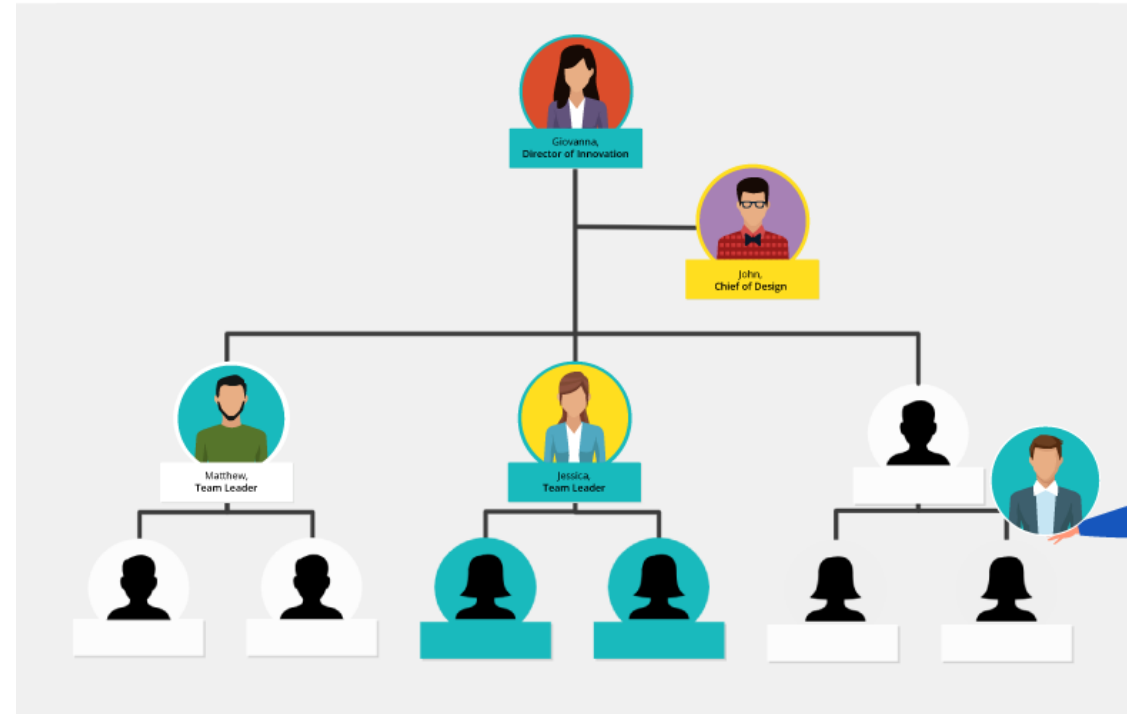 Giovanna,
Director of Innovation
John,
Chief of Design
Matthew,
Team Leader
Jessica,
Team Leader